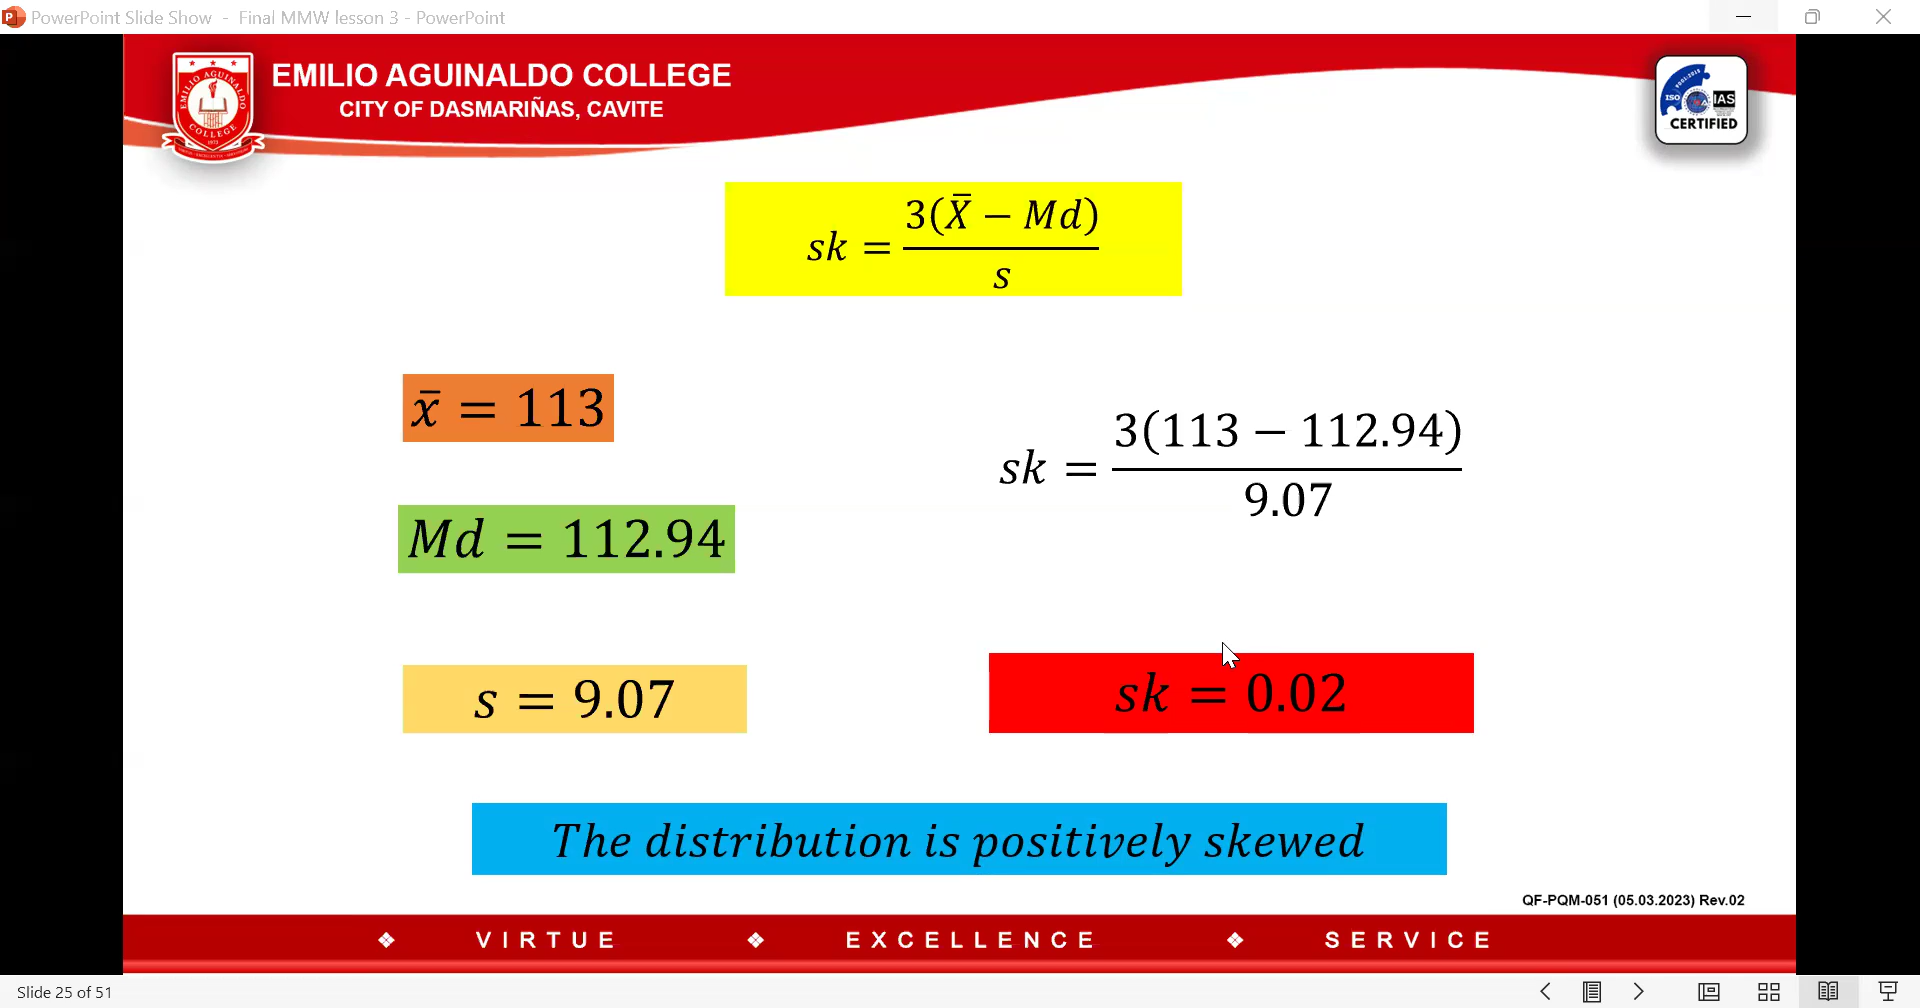 PowerPoint Slide Show - Final MMW lesson 3 - PowerPoint
EMILIO AGUINALDO COLLEGE
CITY OF DASMARIÑAS, CAVITE
EMILIO AGUINALDO
COLLEGE
ISO
IAS
CERTIFIED
sk = 3(X̅ − Md) / s
x̅ = 113
Md = 112.94
s = 9.07
sk = 3(113 − 112.94) / 9.07
sk = 0.02
The distribution is positively skewed
QF-PQM-051 (05.03.2023) Rev.02
❖ VIRTUE ❖ EXCELLENCE ❖ SERVICE
Slide 25 of 51